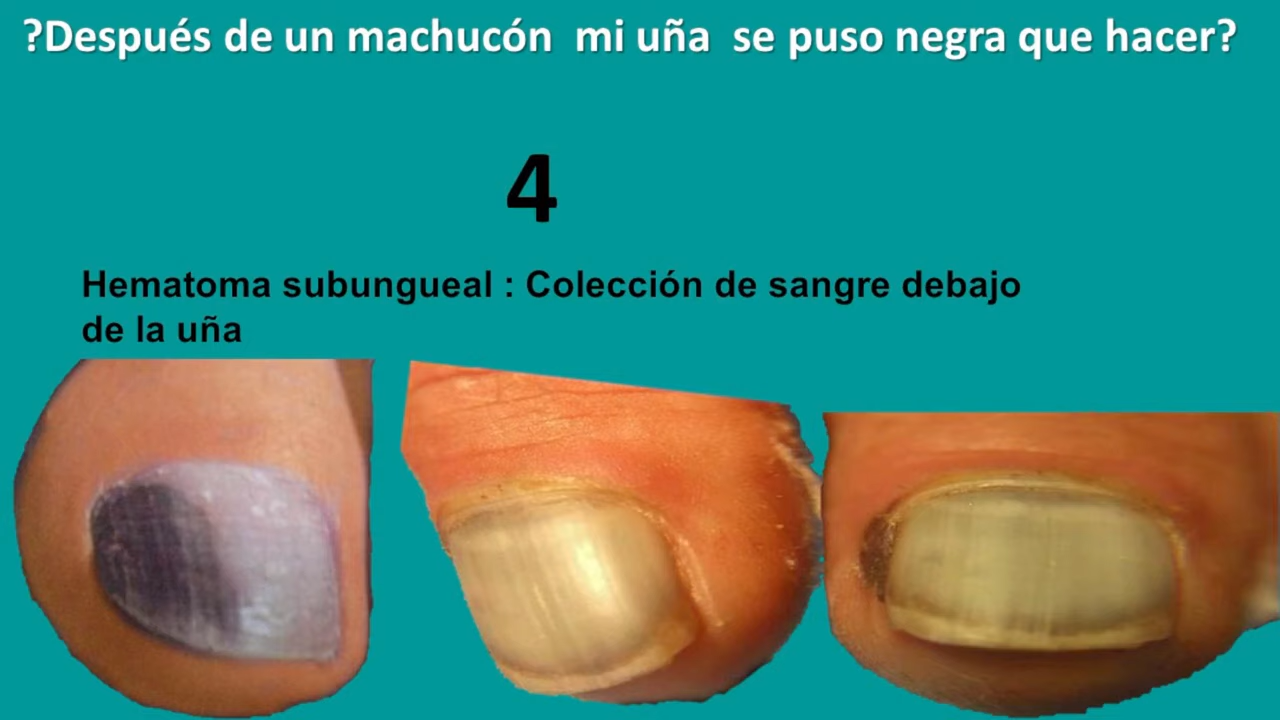 ?Después de un machucón  mi uña  se puso negra que hacer?
4
Hematoma subungueal : Colección de sangre debajo
de la uña